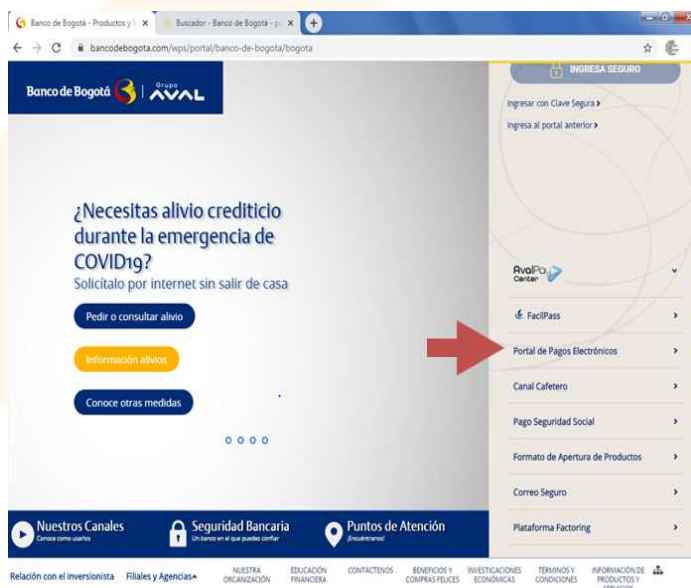 Banco de Bogotá - Productos y S
Buscador - Banco de Bogotá - p
bancodebogota.com/wps/portal/banco-de-bogota/bogota
Banco de Bogotá
Grupo
AVAL
¿Necesitas alivio crediticio
durante la emergencia de
COVID19?
Solicítalo por internet sin salir de casa
Pedir o consultar alivio
Información alivios
Conoce otras medidas
INGRESA SEGURO
Ingresar con Clave Segura
Ingresa al portal anterior
AvalPay
Center
FacilPass
Portal de Pagos Electrónicos
Canal Cafetero
Pago Seguridad Social
Formato de Apertura de Productos
Correo Seguro
Plataforma Factoring
Nuestros Canales
Conoce como usarlos
Seguridad Bancaria
Un banco en el que puedes confiar
Puntos de Atención
¡Encuéntranos!
Relación con el inversionista
Filiales y Agencias
NUESTRA
ORGANIZACIÓN
EDUCACIÓN
FINANCIERA
CONTÁCTENOS
BENEFICIOS Y
COMPRAS FELICES
INVESTIGACIONES
ECONÓMICAS
TÉRMINOS Y
CONDICIONES
INFORMACIÓN DE
PRODUCTOS Y
SERVICIOS